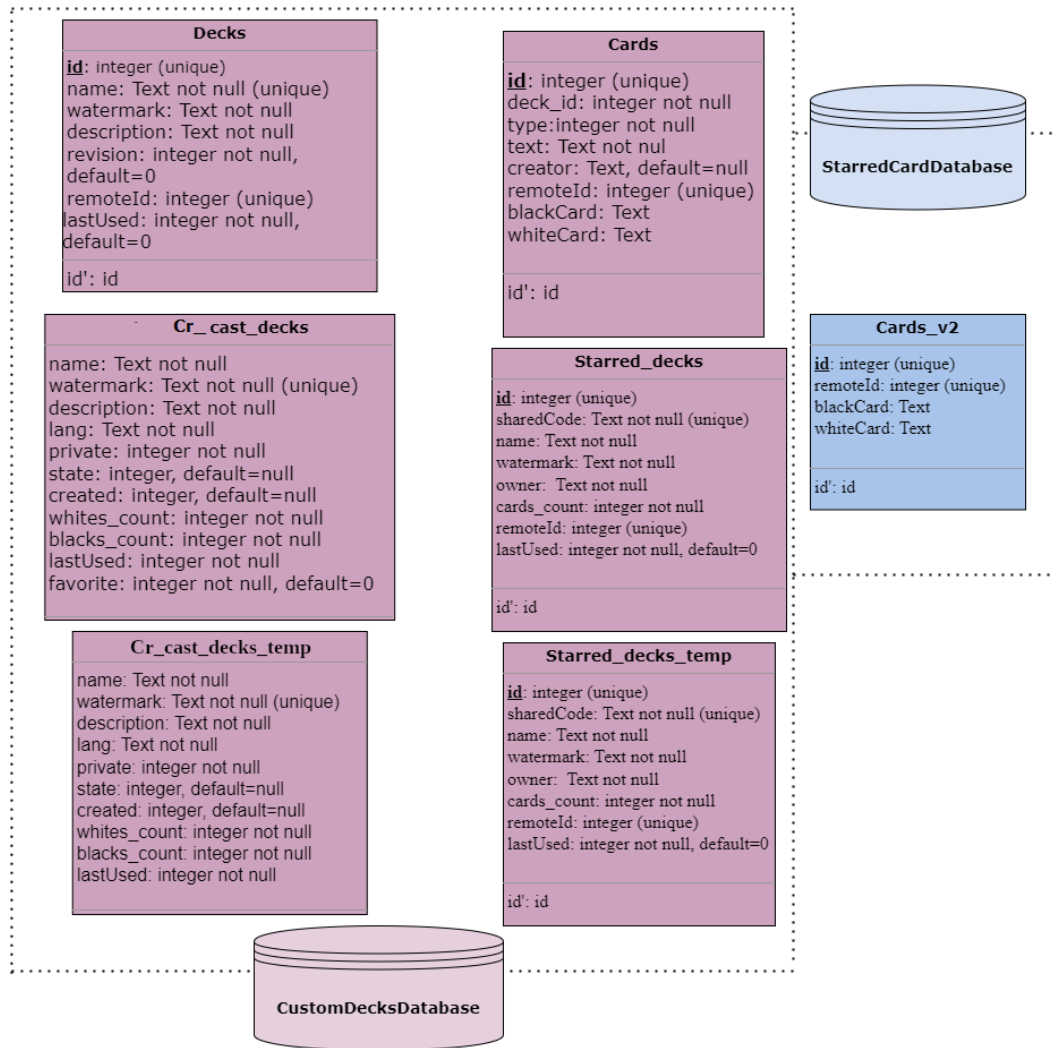 Decks
id: integer (unique)
name: Text not null (unique)
watermark: Text not null
description: Text not null
revision: integer not null,
default=0
remoteId: integer (unique)
lastUsed: integer not null,
default=0
id': id
Cards
id: integer (unique)
deck_id: integer not null
type:integer not null
text: Text not nul
creator: Text, default=null
remoteId: integer (unique)
blackCard: Text
whiteCard: Text
id': id
StarredCardDatabase
Cr_ cast_decks
name: Text not null
watermark: Text not null (unique)
description: Text not null
lang: Text not null
private: integer not null
state: integer, default=null
created: integer, default=null
whites_count: integer not null
blacks_count: integer not null
lastUsed: integer not null
favorite: integer not null, default=0
Starred_decks
id: integer (unique)
sharedCode: Text not null (unique)
name: Text not null
watermark: Text not null
owner:  Text not null
cards_count: integer not null
remoteId: integer (unique)
lastUsed: integer not null, default=0
id': id
Cards_v2
id: integer (unique)
remoteId: integer (unique)
blackCard: Text
whiteCard: Text
id': id
Cr_cast_decks_temp
name: Text not null
watermark: Text not null (unique)
description: Text not null
lang: Text not null
private: integer not null
state: integer, default=null
created: integer, default=null
whites_count: integer not null
blacks_count: integer not null
lastUsed: integer not null
Starred_decks_temp
id: integer (unique)
sharedCode: Text not null (unique)
name: Text not null
watermark: Text not null
owner:  Text not null
cards_count: integer not null
remoteId: integer (unique)
lastUsed: integer not null, default=0
id': id
CustomDecksDatabase